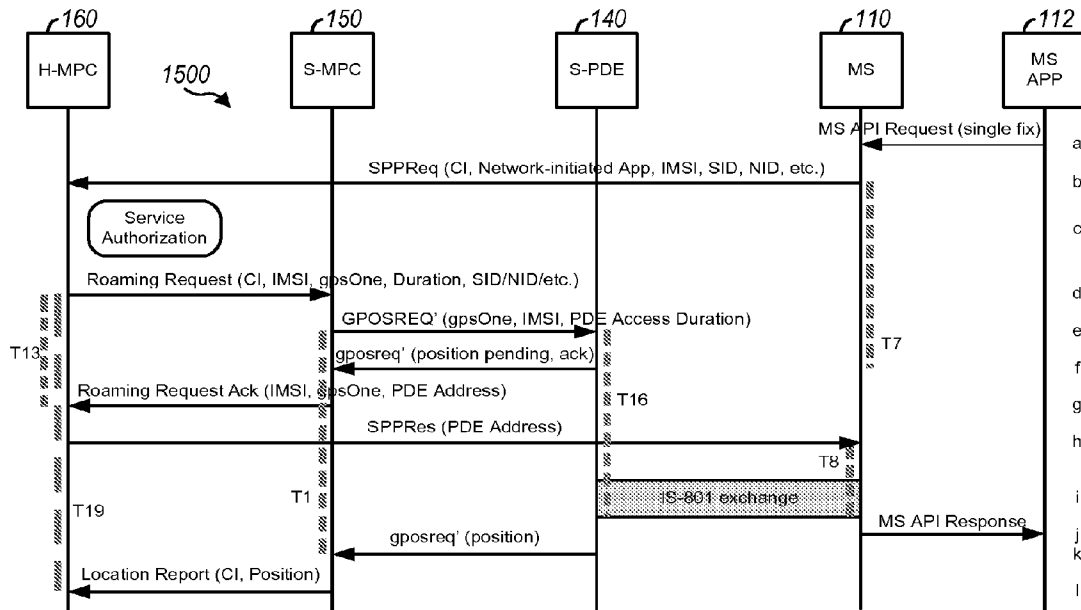 160
150
140
110
112
H-MPC
S-MPC
S-PDE
MS
MS
APP
1500
MS API Request (single fix)
a
SPPReq (CI, Network-initiated App, IMSI, SID, NID, etc.)
b
Service
Authorization
c
Roaming Request (CI, IMSI, gpsOne, Duration, SID/NID/etc.)
d
GPOSREQ' (gpsOne, IMSI, PDE Access Duration)
e
T13
T7
gposreq' (position pending, ack)
f
Roaming Request Ack (IMSI, gpsOne, PDE Address)
T16
g
SPPRes (PDE Address)
h
T8
T19
T1
IS-801 exchange
i
MS API Response
j
gposreq' (position)
k
Location Report (CI, Position)
l